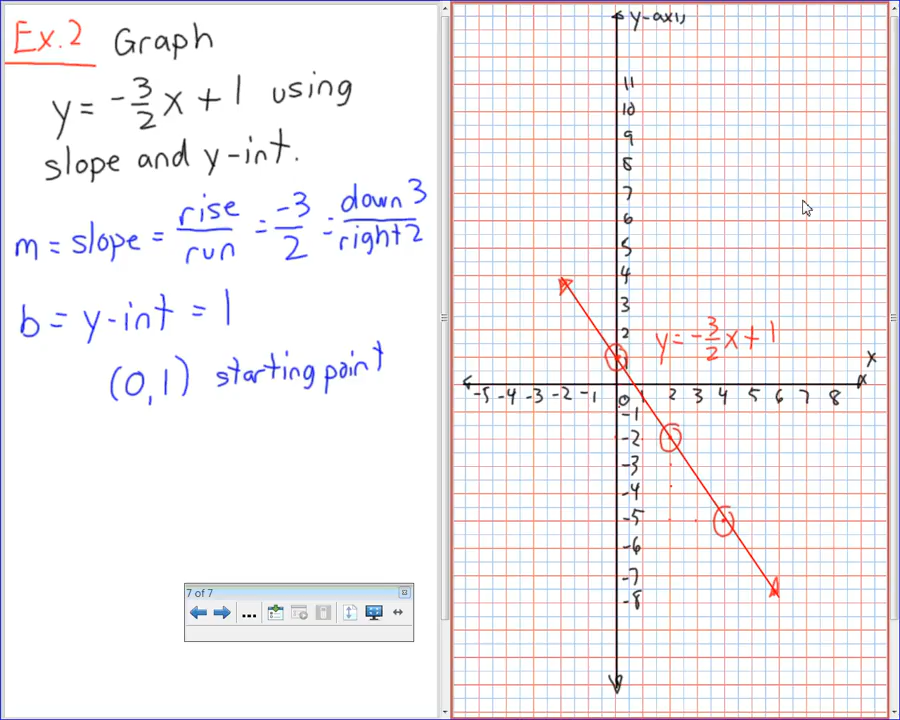 Ex.2 Graph
y = -3/2 x + 1 using
slope and y-int.
m = slope = rise/run = -3/2 = down 3/right 2
b = y-int = 1
(0,1) starting point
7 of 7
...
y-axis
11
10
9
8
7
6
5
4
3
2
1
y = -3/2 x + 1
x
x
-5 -4 -3 -2 -1 0 1 2 3 4 5 6 7 8
-1
-2
-3
-4
-5
-6
-7
-8